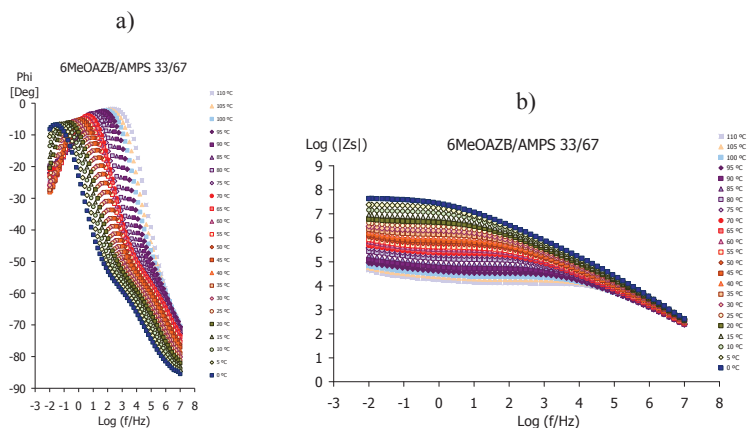 a)
6MeOAZB/AMPS 33/67
Phi
[Deg]
0
-10
-20
-30
-40
-50
-60
-70
-80
-90
-3 -2 -1 0 1 2 3 4 5 6 7 8
Log (f/Hz)
110 ºC
105 ºC
100 ºC
95 ºC
90 ºC
85 ºC
80 ºC
75 ºC
70 ºC
65 ºC
60 ºC
55 ºC
50 ºC
45 ºC
40 ºC
35 ºC
30 ºC
25 ºC
20 ºC
15 ºC
10 ºC
5 ºC
0 ºC
b)
Log (|Zs|)
6MeOAZB/AMPS 33/67
9
8
7
6
5
4
3
2
1
0
-3 -2 -1 0 1 2 3 4 5 6 7 8
Log (f/Hz)
110 ºC
105 ºC
100 ºC
95 ºC
90 ºC
85 ºC
80 ºC
75 ºC
70 ºC
65 ºC
60 ºC
55 ºC
50 ºC
45 ºC
40 ºC
35 ºC
30 ºC
25 ºC
20 ºC
15 ºC
10 ºC
5 ºC
0 ºC